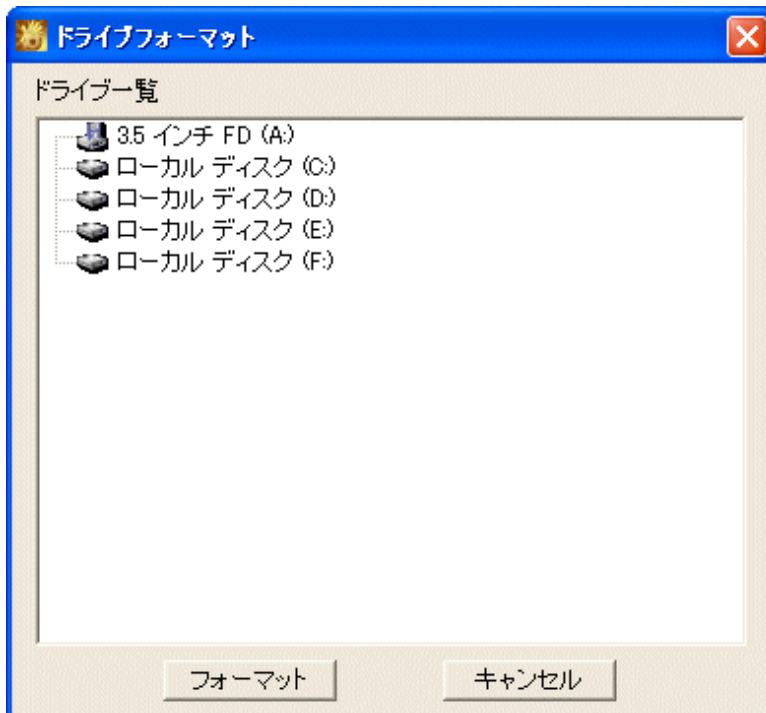 ドライブフォーマット
ドライブ一覧
3.5 インチ FD (A:)
ローカル ディスク (C:)
ローカル ディスク (D:)
ローカル ディスク (E:)
ローカル ディスク (F:)
フォーマット キャンセル